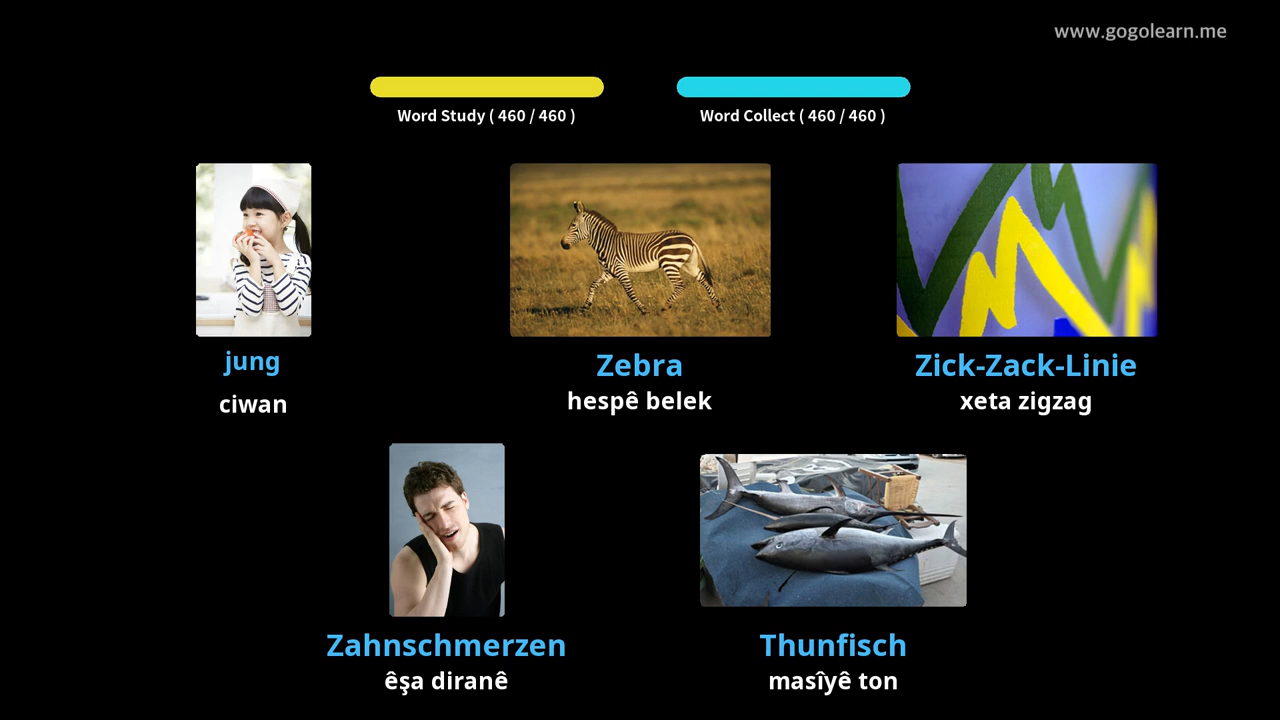 www.gogolearn.me
Word Study ( 460 / 460 )
Word Collect ( 460 / 460 )
jung
ciwan
Zebra
hespê belek
Zick-Zack-Linie
xeta zigzag
Zahnschmerzen
êşa diranê
Thunfisch
masîyê ton